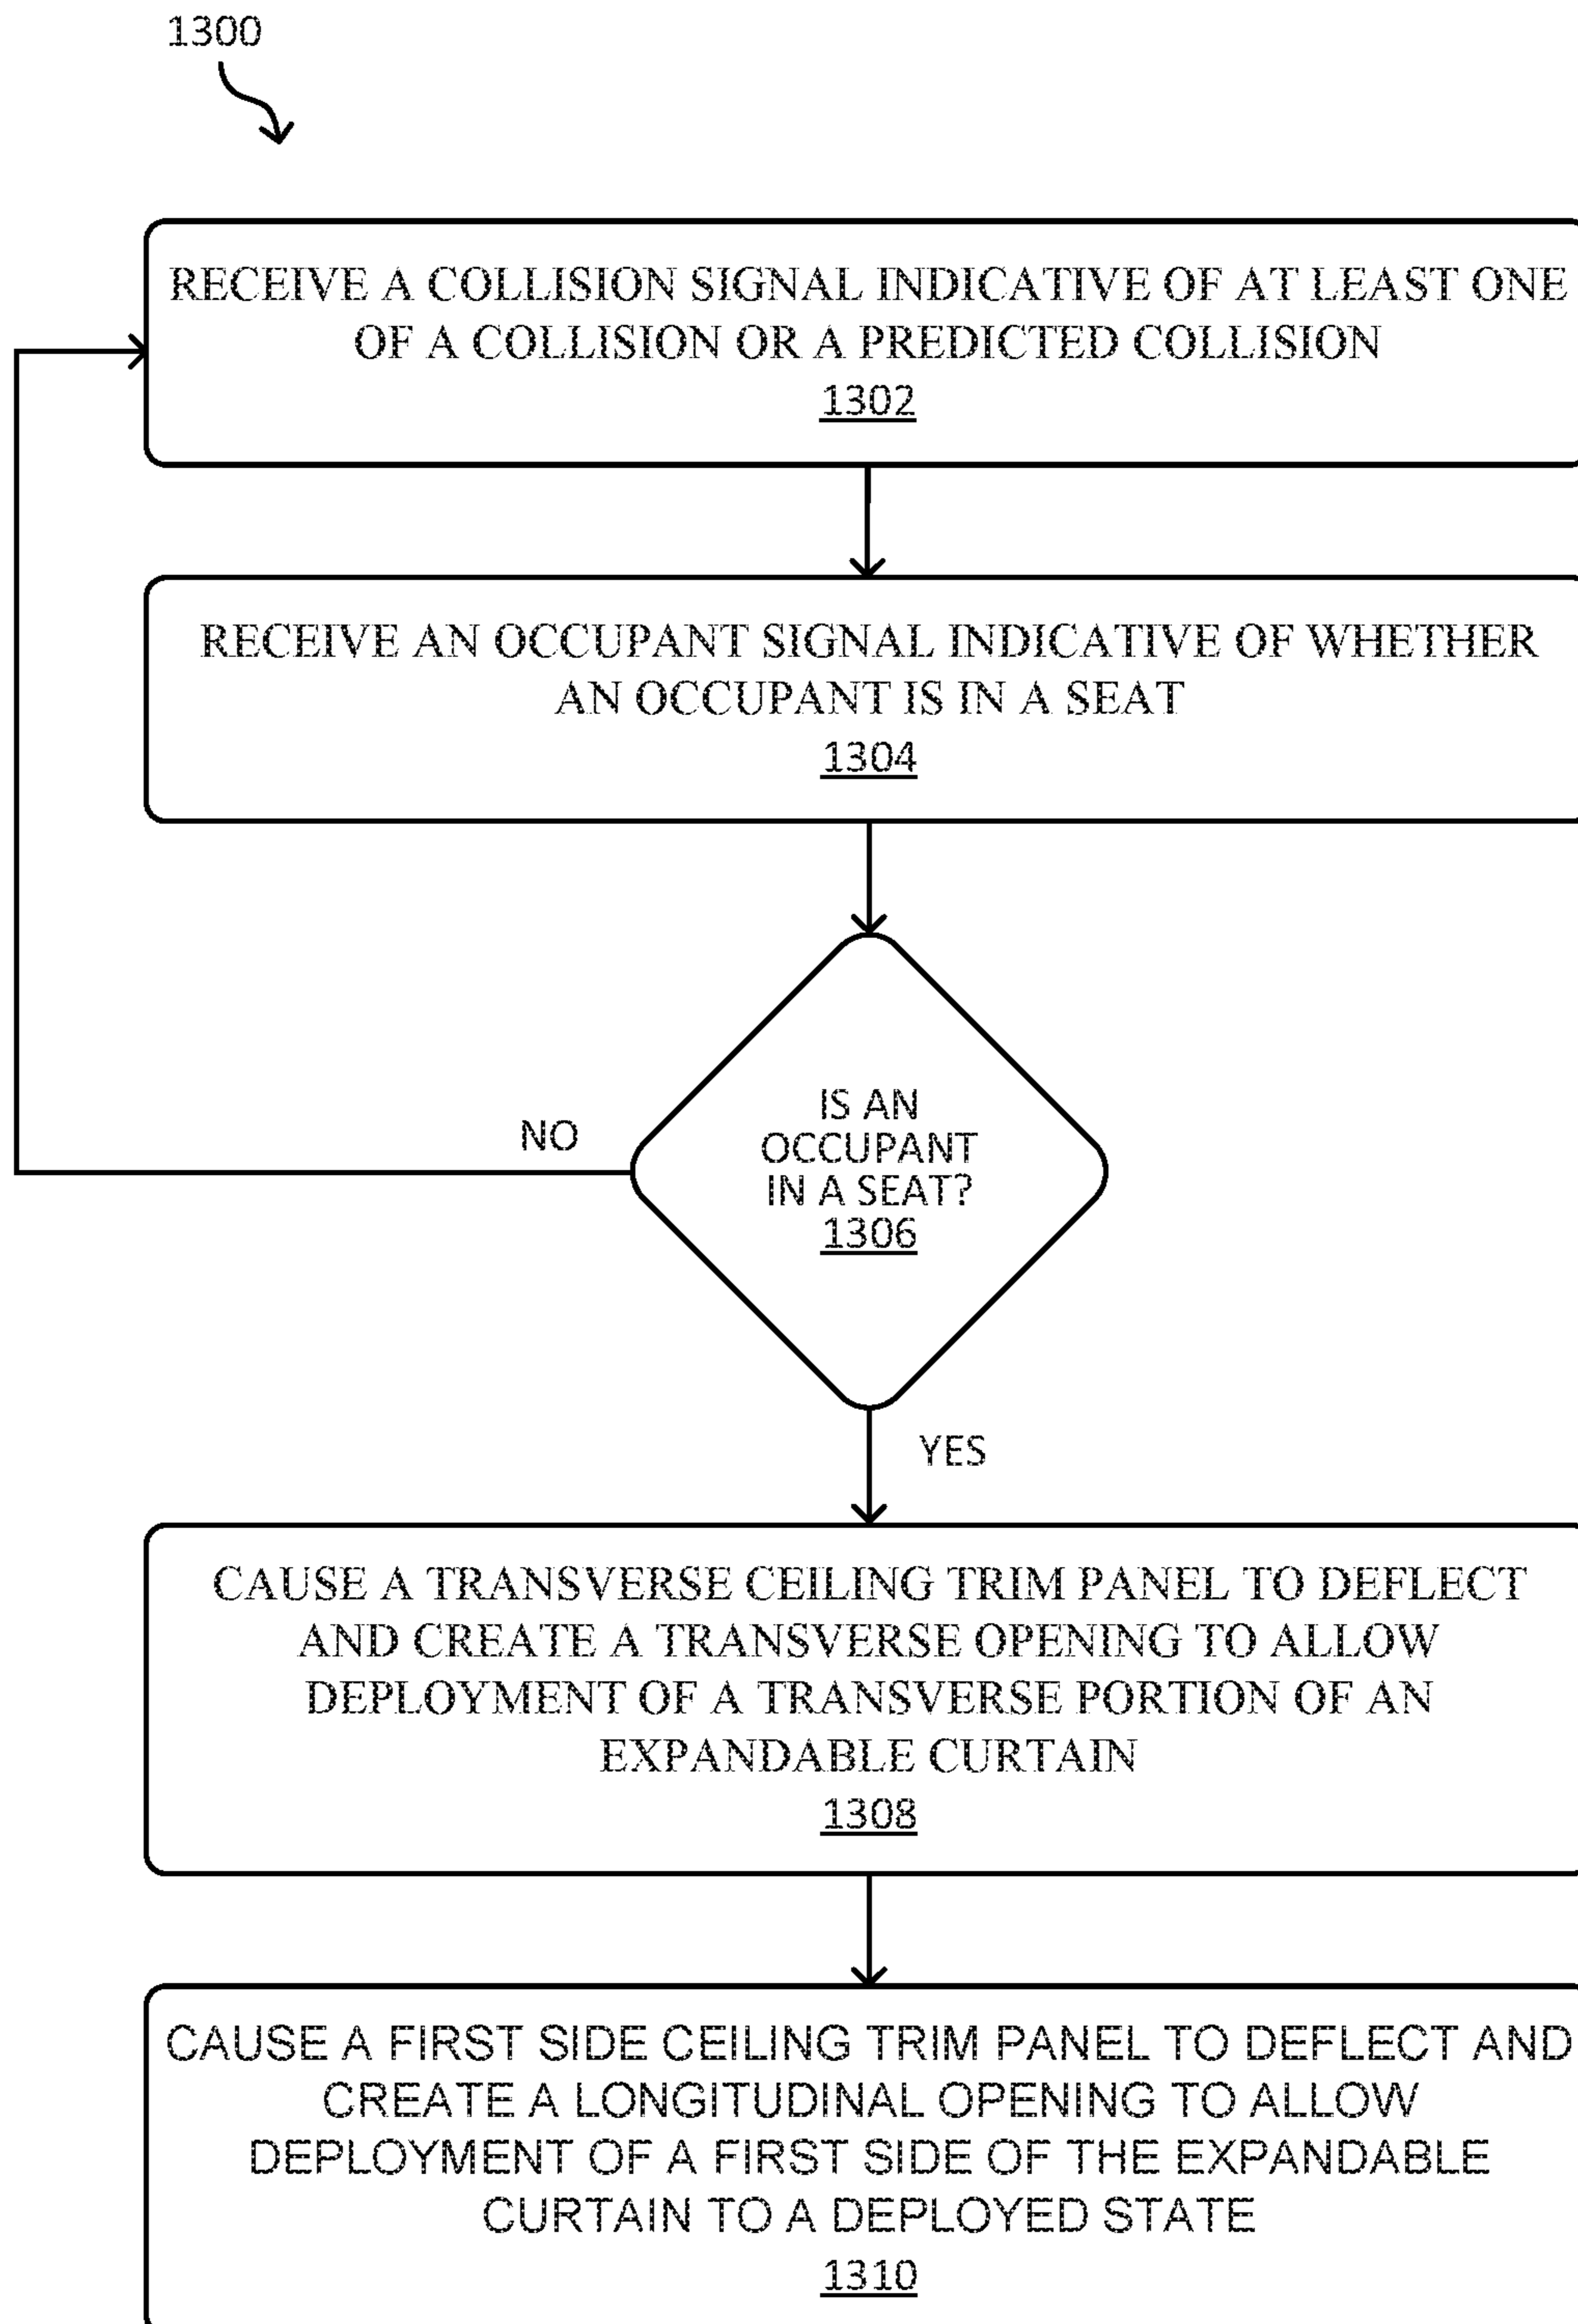 1300
RECEIVE A COLLISION SIGNAL INDICATIVE OF AT LEAST ONE
OF A COLLISION OR A PREDICTED COLLISION
1302
RECEIVE AN OCCUPANT SIGNAL INDICATIVE OF WHETHER
AN OCCUPANT IS IN A SEAT
1304
IS AN
OCCUPANT
IN A SEAT?
1306
NO
YES
CAUSE A TRANSVERSE CEILING TRIM PANEL TO DEFLECT
AND CREATE A TRANSVERSE OPENING TO ALLOW
DEPLOYMENT OF A TRANSVERSE PORTION OF AN
EXPANDABLE CURTAIN
1308
CAUSE A FIRST SIDE CEILING TRIM PANEL TO DEFLECT AND
CREATE A LONGITUDINAL OPENING TO ALLOW
DEPLOYMENT OF A FIRST SIDE OF THE EXPANDABLE
CURTAIN TO A DEPLOYED STATE
1310